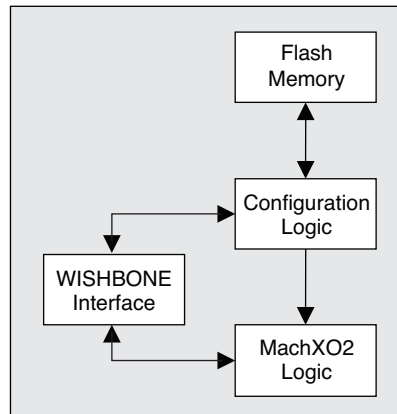 Flash
Memory
Configuration
Logic
WISHBONE
Interface
MachXO2
Logic